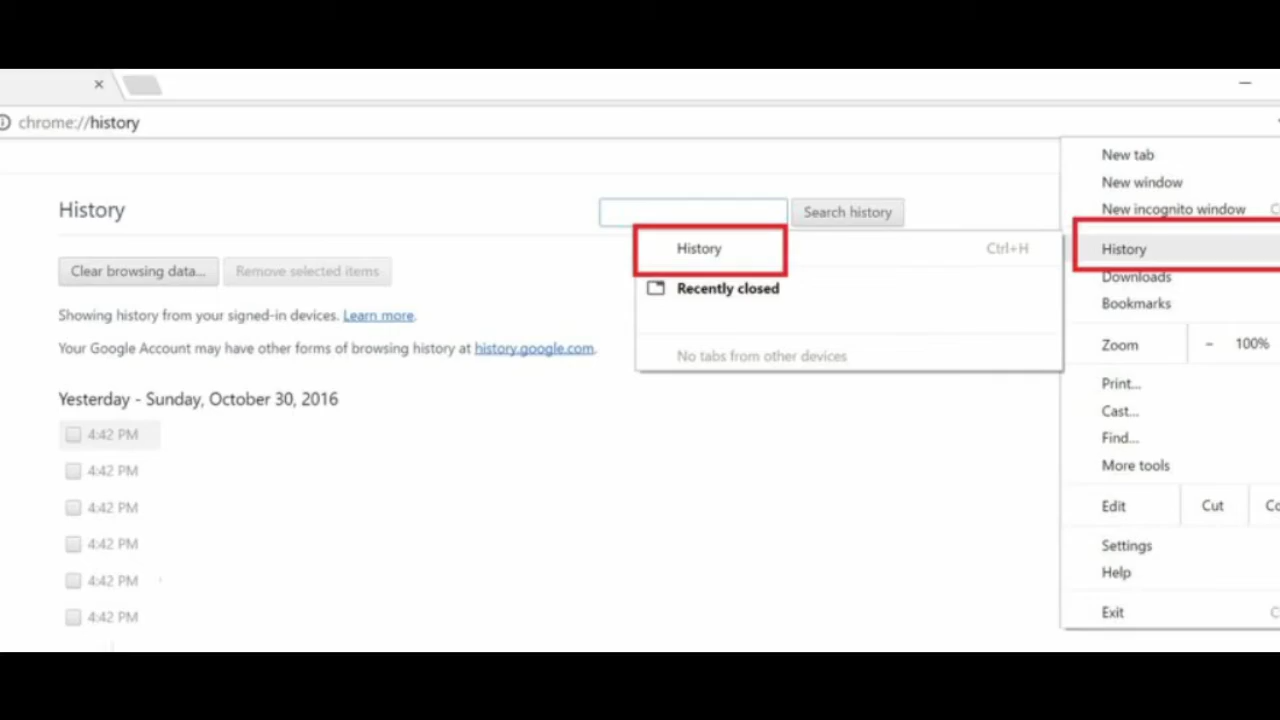 chrome://history
New tab
New window
New incognito window
History
Search history
History
Ctrl+H
History
Clear browsing data...
Remove selected items
Downloads
Recently closed
Bookmarks
Showing history from your signed-in devices. Learn more.
Zoom - 100%
Your Google Account may have other forms of browsing history at history.google.com.
No tabs from other devices
Print...
Yesterday - Sunday, October 30, 2016
Cast...
4:42 PM
Find...
4:42 PM
More tools
4:42 PM
Edit
Cut
4:42 PM
Settings
4:42 PM
Help
4:42 PM
Exit